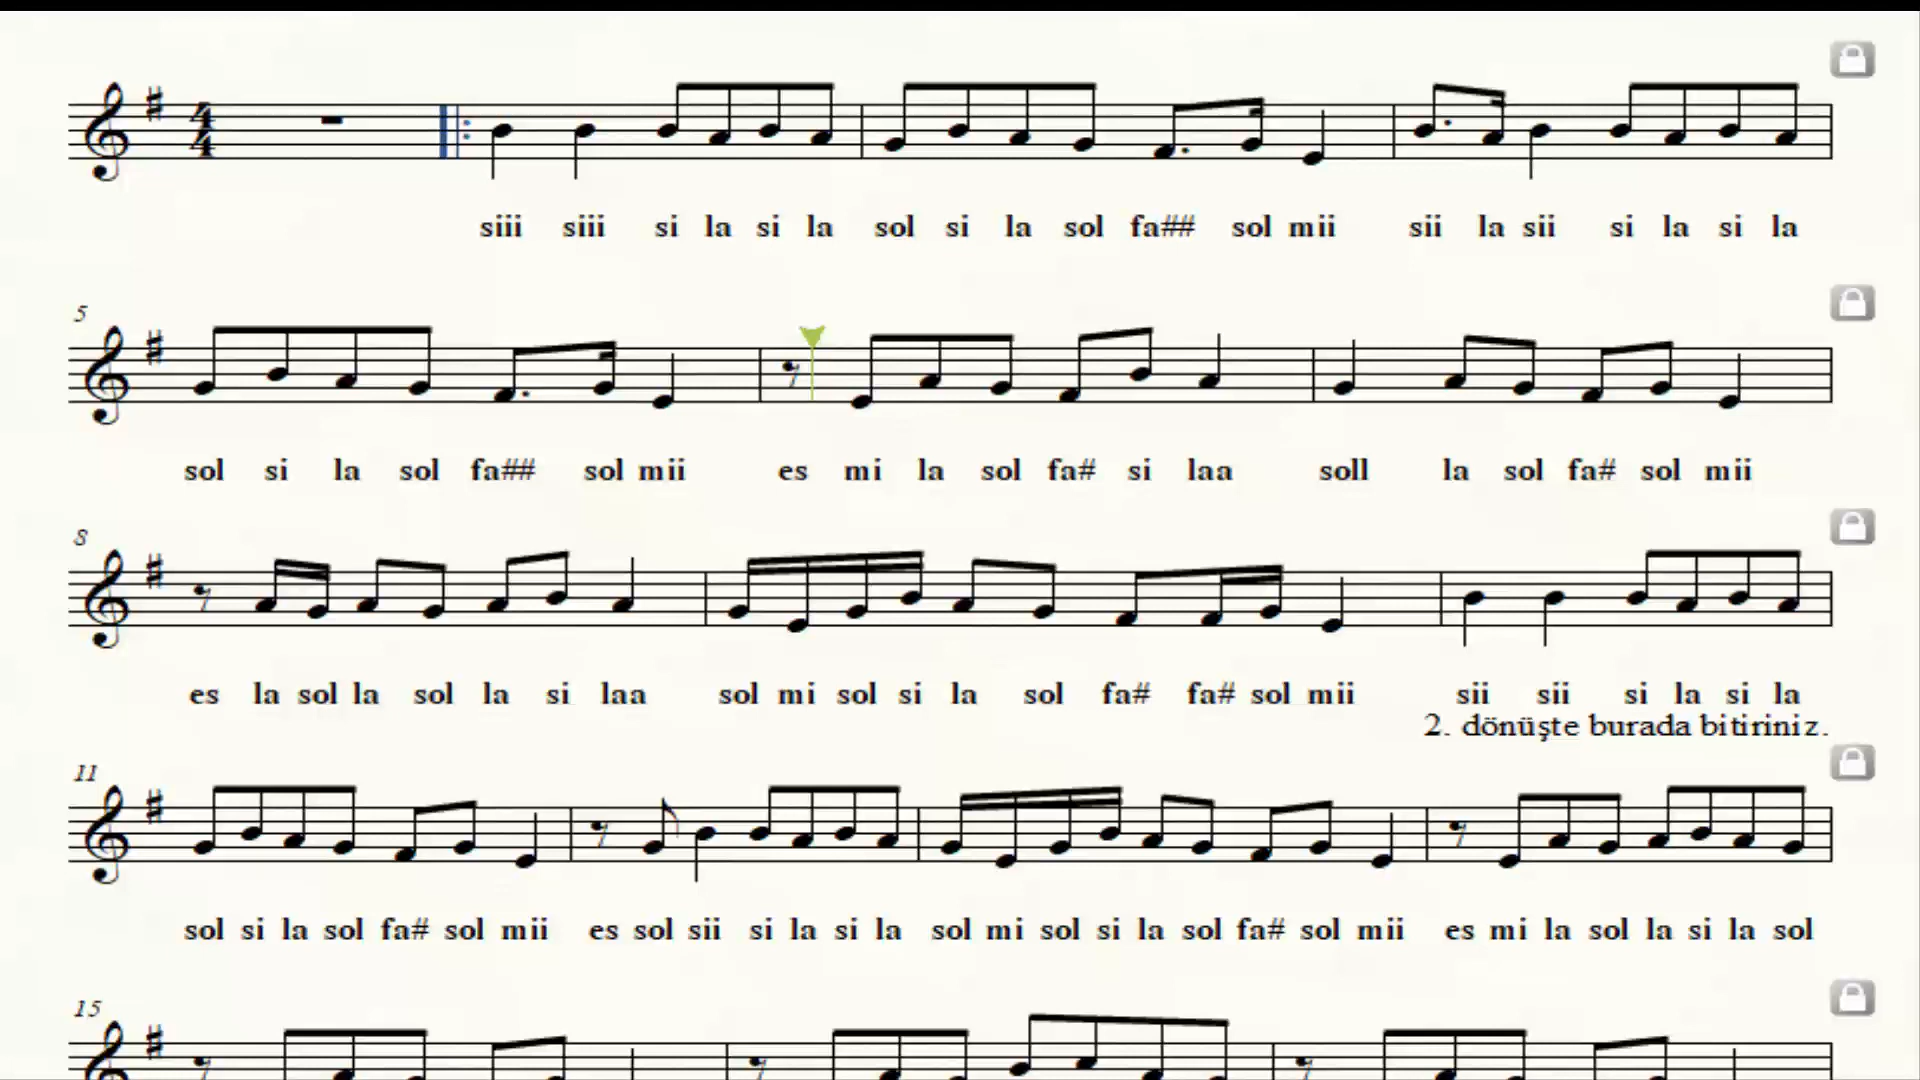 4
4
siii siii si la si la sol si la sol fa## sol mii sii la sii si la si la
5
sol si la sol fa## sol mii es mi la sol fa# si laa soll la sol fa# sol mii
8
es la sol la sol la si laa sol mi sol si la sol fa# fa# sol mii sii sii si la si la
2. dönüşte burada bitiriniz.
11
sol si la sol fa# sol mii es sol sii si la si la sol mi sol si la sol fa# sol mii es mi la sol la si la sol
15